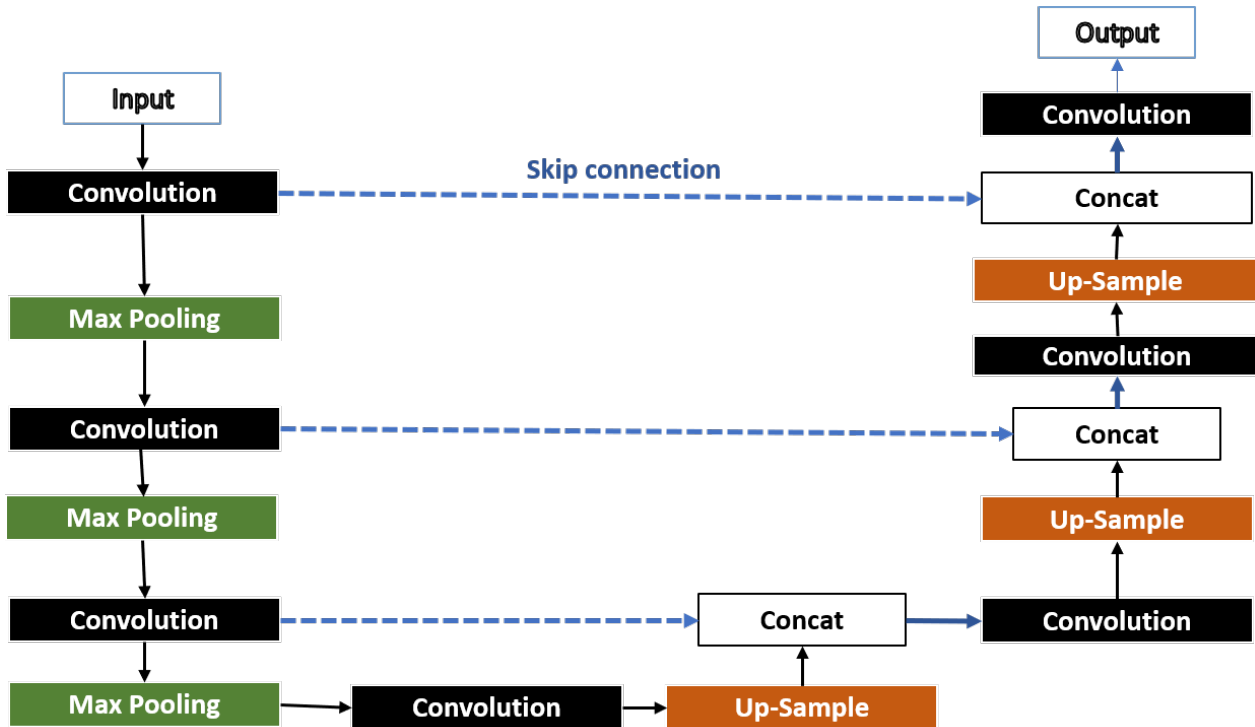 Input
Convolution
Max Pooling
Convolution
Max Pooling
Convolution
Max Pooling
Convolution
Up-Sample
Concat
Skip connection
Output
Convolution
Concat
Up-Sample
Convolution
Concat
Up-Sample
Convolution